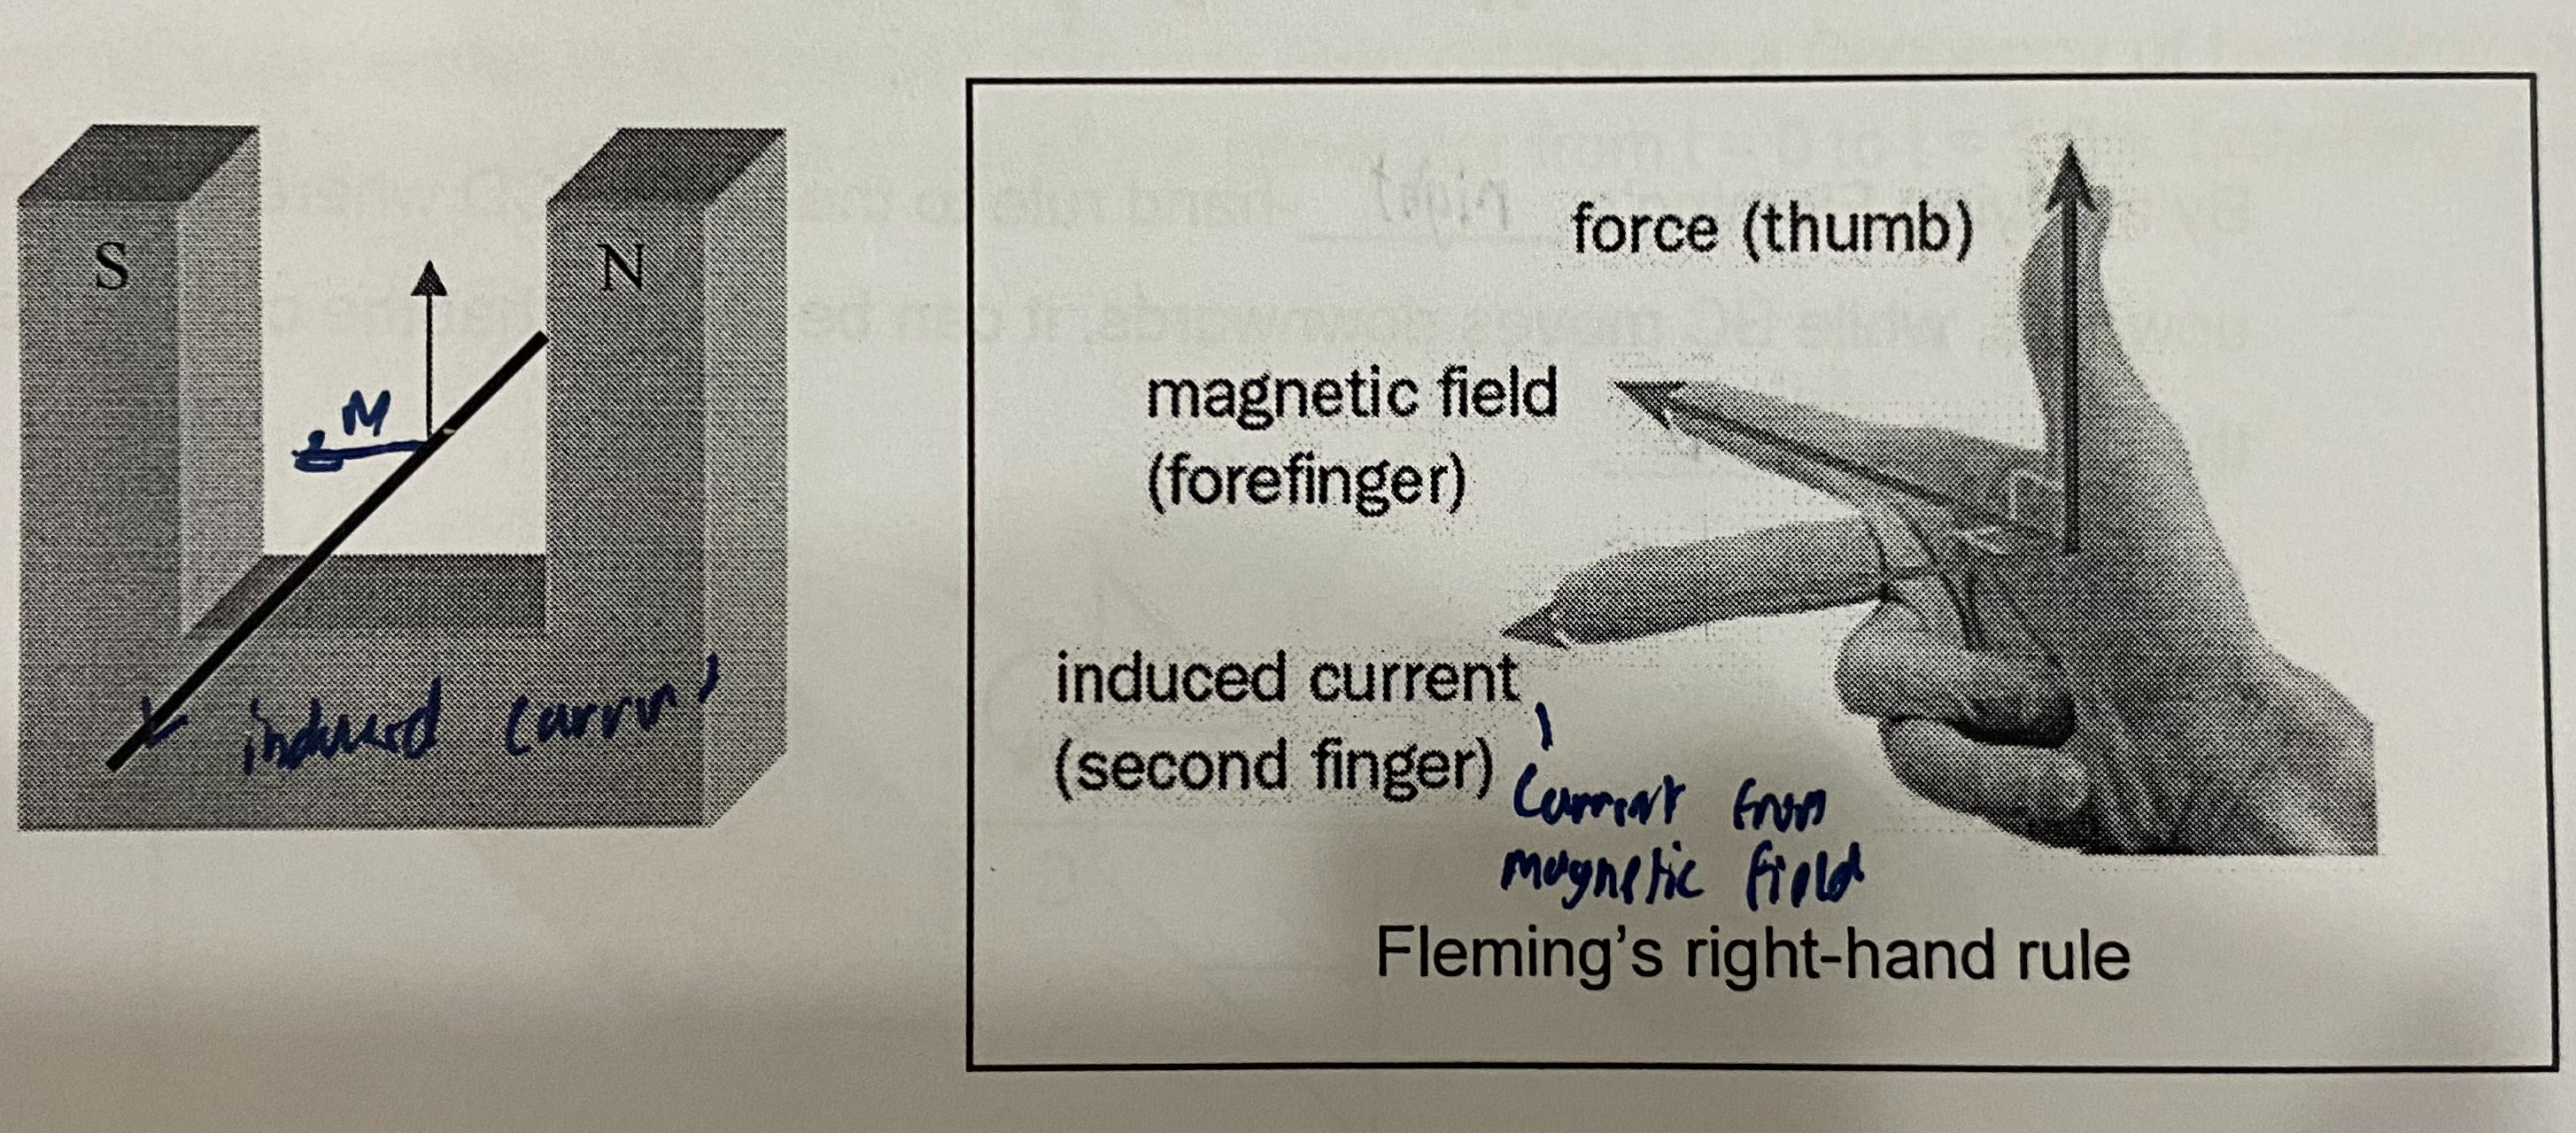 S
N
M
induced current
force (thumb)
magnetic field
(forefinger)
induced current
(second finger)
Current from
magnetic field
Fleming's right-hand rule
right